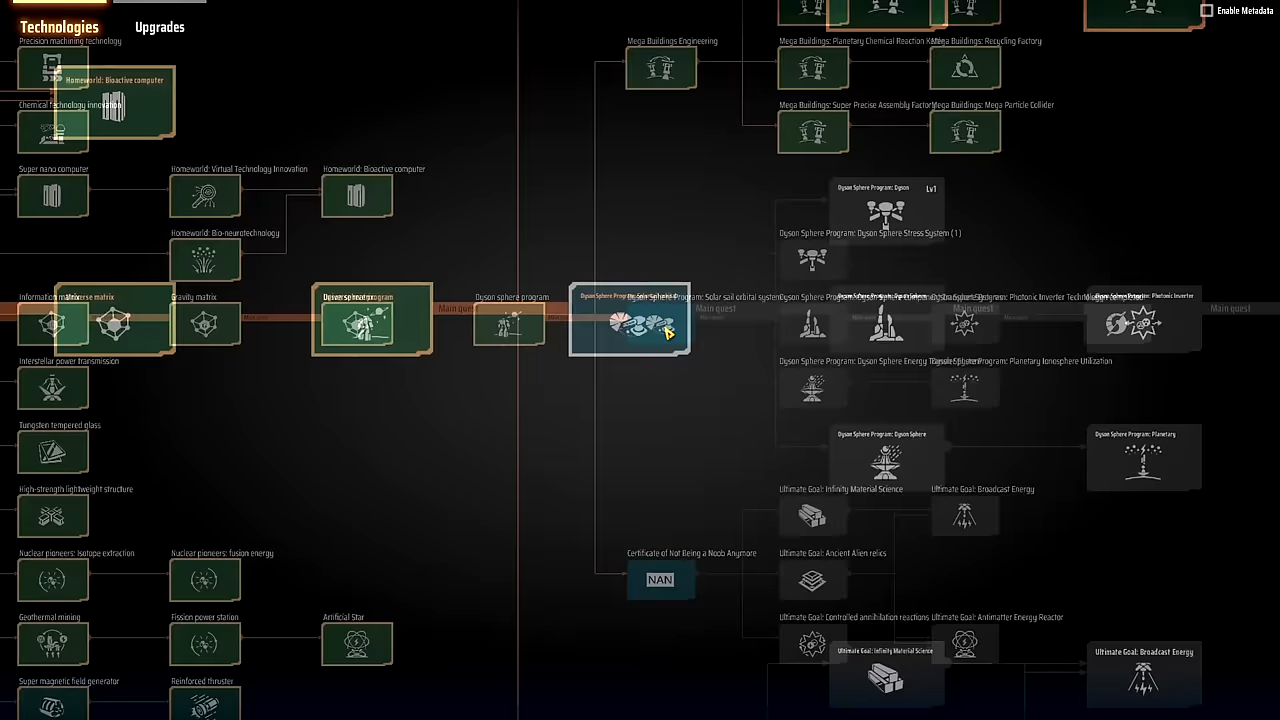 Enable Metadata
Technologies
Upgrades
Precision machining technology
Mega Buildings Engineering
Mega Buildings: Planetary Chemical Reaction
Mega Buildings: Recycling Factory
Homeworld: Bioactive computer
Chemical technology innovation
Mega Buildings: Super Precise Assembly Factory
Mega Buildings: Mega Particle Collider
Super nano computer
Homeworld: Virtual Technology Innovation
Homeworld: Bioactive computer
Dyson Sphere Program: Dyson
Lv1
Homeworld: Bio-neurotechnology
Dyson Sphere Program: Dyson Sphere Stress System (1)
Information matrix
Universe matrix
Gravity matrix
Dyson sphere program
Dyson sphere program
Dyson Sphere Program: Solar sail orbital system
Main quest
Main quest
Main quest
Main quest
Interstellar power transmission
Dyson Sphere Program: Dyson Sphere Energy
Program: Planetary Ionosphere Utilization
Tungsten tempered glass
Dyson Sphere Program: Dyson Sphere
Dyson Sphere Program: Planetary
High-strength lightweight structure
Ultimate Goal: Infinity Material Science
Ultimate Goal: Broadcast Energy
Nuclear pioneers: Isotope extraction
Nuclear pioneers: fusion energy
Certificate of Not Being a Noob Anymore
Ultimate Goal: Ancient Alien relics
NAN
Geothermal mining
Fission power station
Artificial Star
Ultimate Goal: Controlled annihilation reactions
Ultimate Goal: Antimatter Energy Reactor
Ultimate Goal: Infinity Material Science
Ultimate Goal: Broadcast Energy
Super magnetic field generator
Reinforced thruster